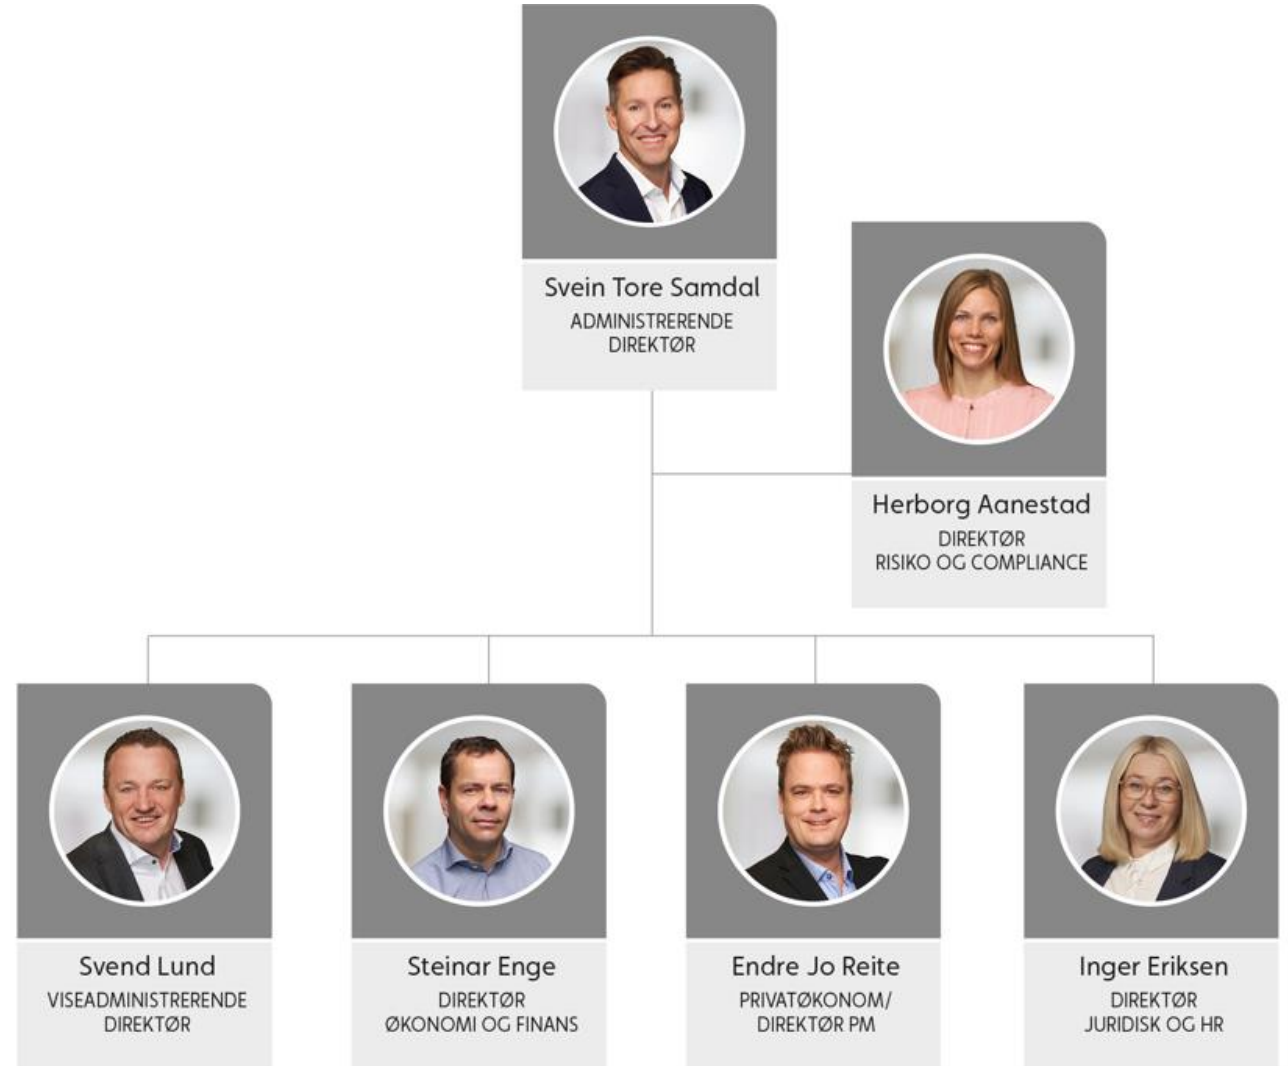 Svein Tore Samdal
ADMINISTRERENDE
DIREKTØR
Herborg Aanestad
DIREKTØR
RISIKO OG COMPLIANCE
Svend Lund
VISEADMINISTRERENDE
DIREKTØR
Steinar Enge
DIREKTØR
ØKONOMI OG FINANS
Endre Jo Reite
PRIVATØKONOM/
DIREKTØR PM
Inger Eriksen
DIREKTØR
JURIDISK OG HR